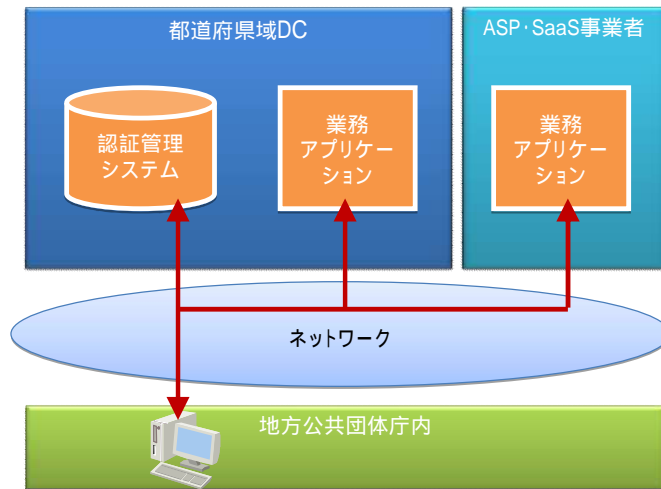 都道府県域DC
ASP・SaaS事業者
認証管理
システム
業務
アプリケー
ション
業務
アプリケー
ション
ネットワーク
地方公共団体庁内